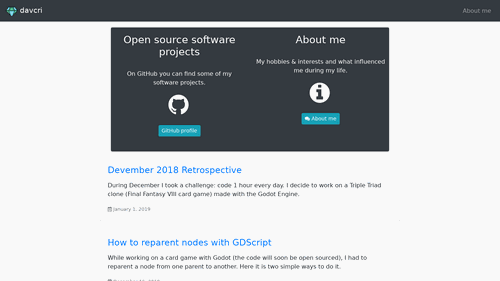 davcri
About me
Open source software
projects
On GitHub you can find some of my
software projects.
GitHub profile
About me
My hobbies & interests and what influenced
me during my life.
About me
Devember 2018 Retrospective
During December I took a challenge: code 1 hour every day. I decide to work on a Triple Triad
clone (Final Fantasy VIII card game) made with the Godot Engine.
January 1, 2019
How to reparent nodes with GDScript
While working on a card game with Godot (the code will soon be open sourced), I had to
reparent a node from one parent to another. Here it is two simple ways to do it.